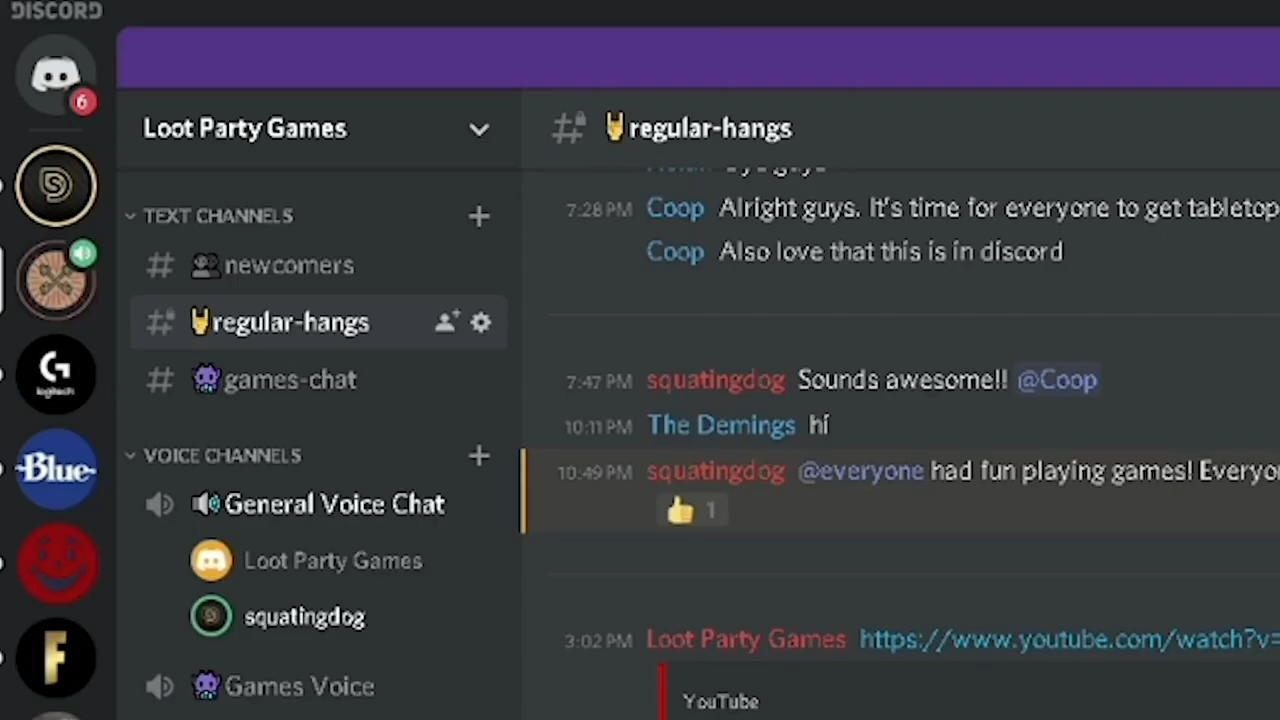 DISCORD
6
Loot Party Games
regular-hangs
TEXT CHANNELS
newcomers
regular-hangs
games-chat
VOICE CHANNELS
General Voice Chat
Loot Party Games
squatingdog
Games Voice
logitech
Blue
F
7:28 PM Coop Alright guys. It's time for everyone to get tabletop
Coop Also love that this is in discord
7:47 PM squatingdog Sounds awesome!! @Coop
10:11 PM The Demings hi
10:49 PM squatingdog @everyone had fun playing games! Everyo
1
3:02 PM Loot Party Games https://www.youtube.com/watch?v=
YouTube